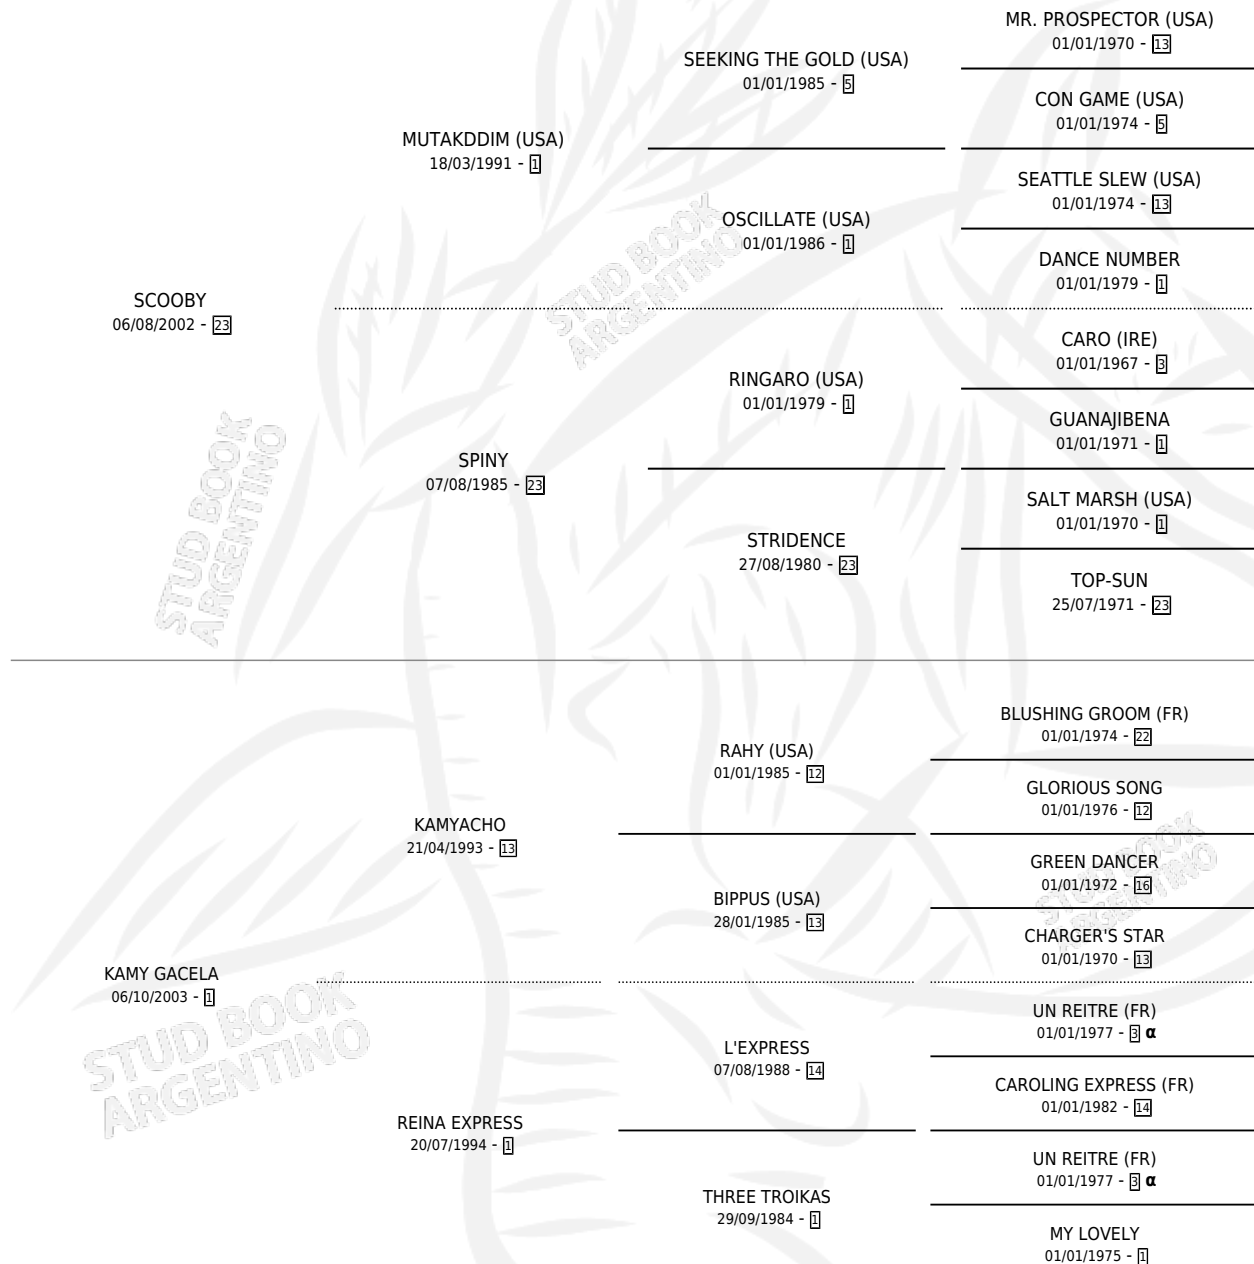 MR. PROSPECTOR (USA)
01/01/1970 - 13
SEEKING THE GOLD (USA)
01/01/1985 - 5
CON GAME (USA)
01/01/1974 - 5
MUTAKDDIM (USA)
18/03/1991 - 1
SEATTLE SLEW (USA)
01/01/1974 - 13
OSCILLATE (USA)
01/01/1986 - 1
DANCE NUMBER
01/01/1979 - 1
SCOOBY
06/08/2002 - 23
CARO (IRE)
01/01/1967 - 3
RINGARO (USA)
01/01/1979 - 1
GUANAJIBENA
01/01/1971 - 1
SPINY
07/08/1985 - 23
SALT MARSH (USA)
01/01/1970 - 1
STRIDENCE
27/08/1980 - 23
TOP-SUN
25/07/1971 - 23
BLUSHING GROOM (FR)
01/01/1974 - 22
RAHY (USA)
01/01/1985 - 12
GLORIOUS SONG
01/01/1976 - 12
KAMYACHO
21/04/1993 - 13
GREEN DANCER
01/01/1972 - 16
BIPPUS (USA)
28/01/1985 - 13
CHARGER'S STAR
01/01/1970 - 13
KAMY GACELA
06/10/2003 - 1
UN REITRE (FR)
01/01/1977 - 3 α
L'EXPRESS
07/08/1988 - 14
CAROLING EXPRESS (FR)
01/01/1982 - 14
REINA EXPRESS
20/07/1994 - 1
UN REITRE (FR)
01/01/1977 - 3 α
THREE TROIKAS
29/09/1984 - 1
MY LOVELY
01/01/1975 - 1
STUD BOOK
ARGENTINO
STUD BOOK
ARGENTINO
STUD BOOK
ARGENTINO
STUD BOOK
ARGENTINO